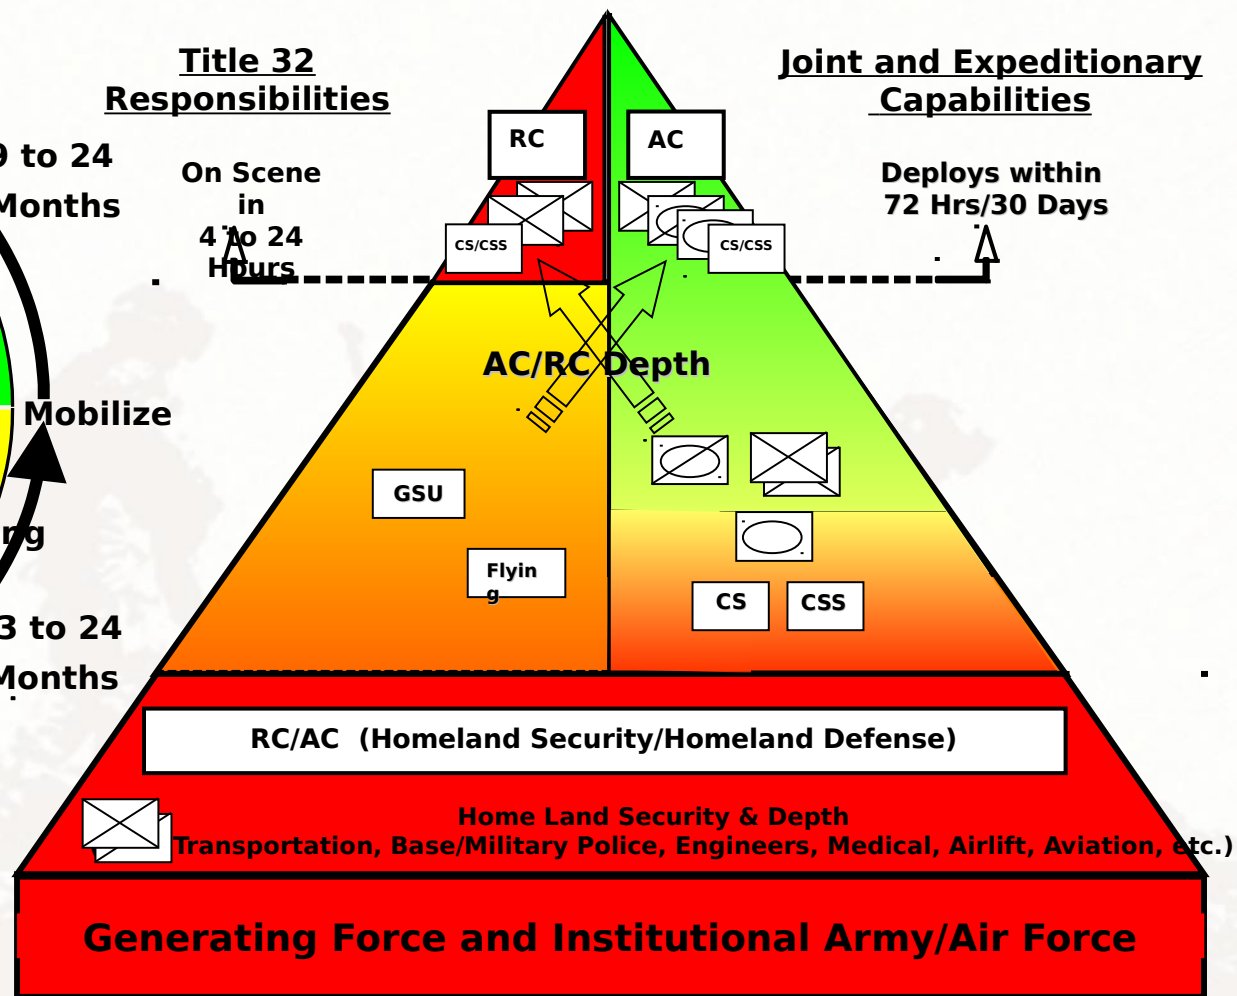 Title 32
Responsibilities
Joint and Expeditionary
Capabilities
RC
AC
9 to 24
Months
On Scene
in
4 to 24
Hours
Deploys within
72 Hrs/30 Days
CS/CSS
CS/CSS
AC/RC Depth
Mobilize
GSU
ng
Flyin
g
CS
CSS
3 to 24
Months
RC/AC (Homeland Security/Homeland Defense)
Home Land Security & Depth
Transportation, Base/Military Police, Engineers, Medical, Airlift, Aviation, etc.)
Generating Force and Institutional Army/Air Force